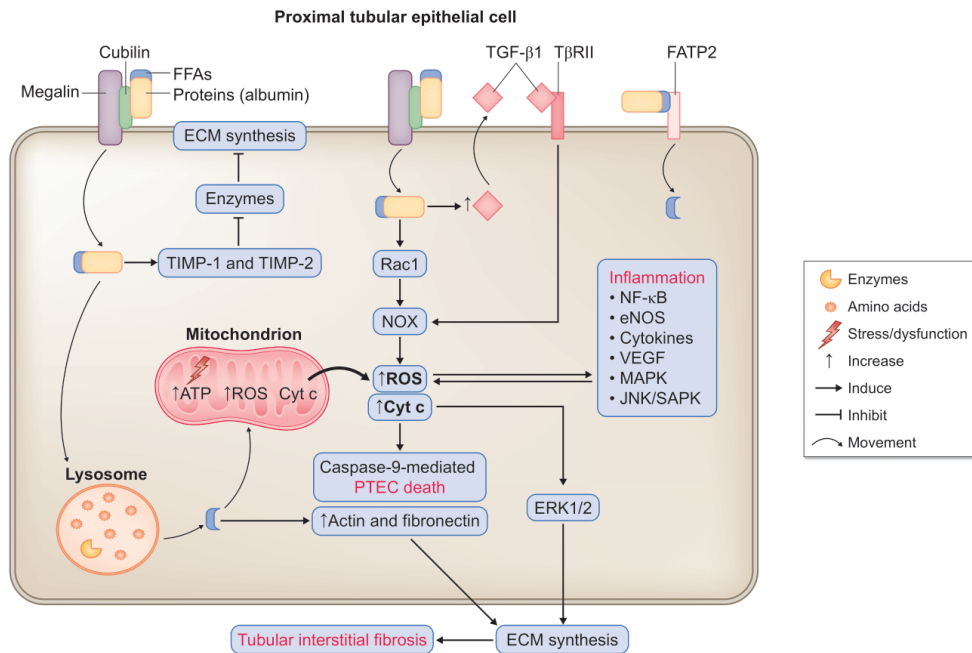 Proximal tubular epithelial cell
Cubilin
FFAs
Megalin
Proteins (albumin)
TGF-β1
TβRII
FATP2
ECM synthesis
Enzymes
TIMP-1 and TIMP-2
↑
Rac1
NOX
Mitochondrion
↑ATP
↑ROS
Cyt c
↑ROS
↑Cyt c
Inflammation
• NF-κB
• eNOS
• Cytokines
• VEGF
• MAPK
• JNK/SAPK
Caspase-9-mediated
PTEC death
↑Actin and fibronectin
ERK1/2
Lysosome
ECM synthesis
Tubular interstitial fibrosis
Enzymes
Amino acids
Stress/dysfunction
↑ Increase
Induce
Inhibit
Movement